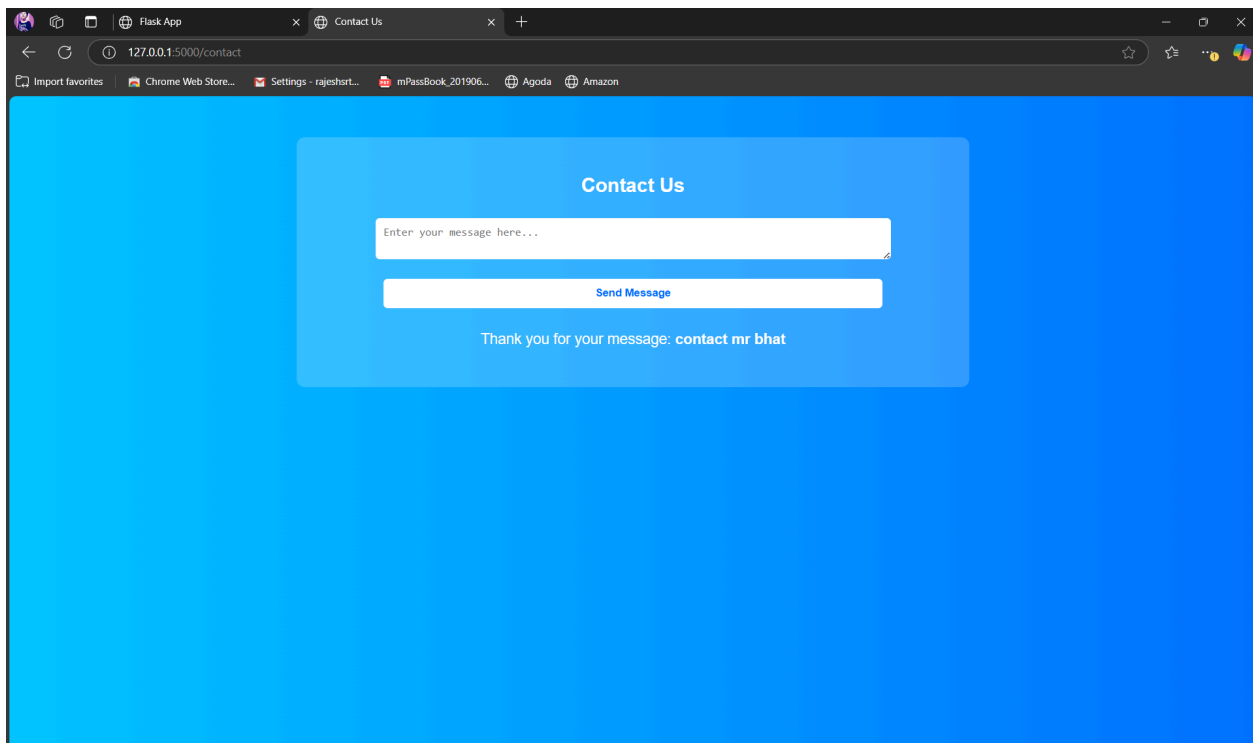 Flask App
Contact Us
127.0.0.1:5000/contact
Import favorites
Chrome Web Store...
Settings - rajeshsrt...
mPassBook_201906...
Agoda
Amazon
Contact Us
Enter your message here...
Send Message
Thank you for your message: contact mr bhat